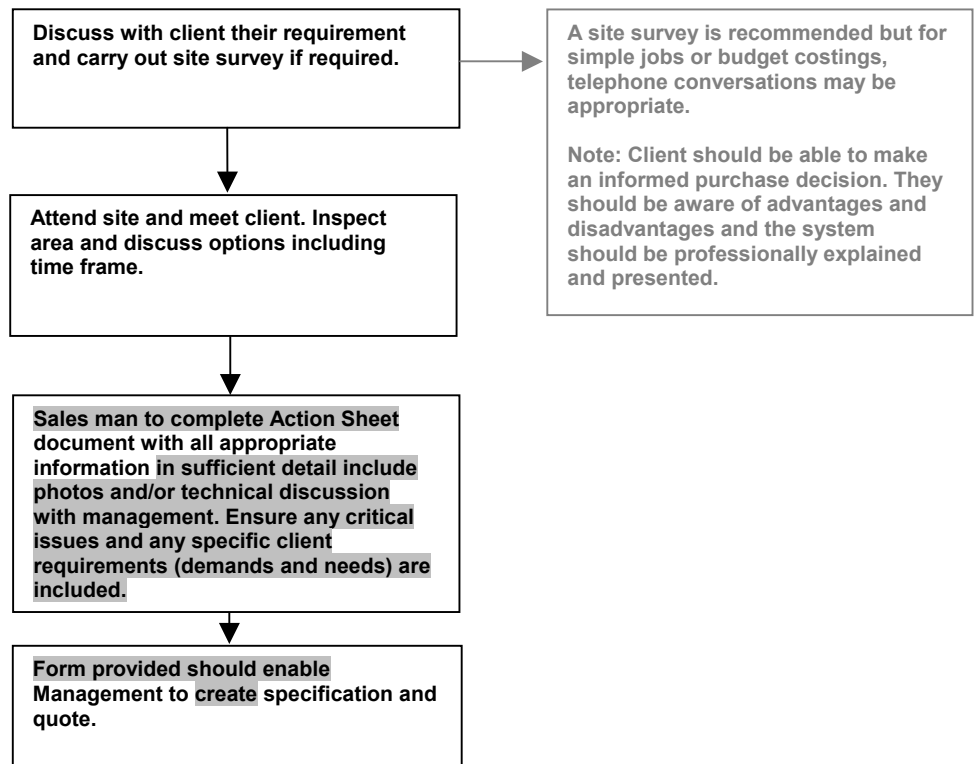 Discuss with client their requirement
and carry out site survey if required.
A site survey is recommended but for
simple jobs or budget costings,
telephone conversations may be
appropriate.
Note: Client should be able to make
an informed purchase decision. They
should be aware of advantages and
disadvantages and the system
should be professionally explained
and presented.
Attend site and meet client. Inspect
area and discuss options including
time frame.
Sales man to complete Action Sheet
document with all appropriate
information in sufficient detail include
photos and/or technical discussion
with management. Ensure any critical
issues and any specific client
requirements (demands and needs) are
included.
Form provided should enable
Management to create specification and
quote.